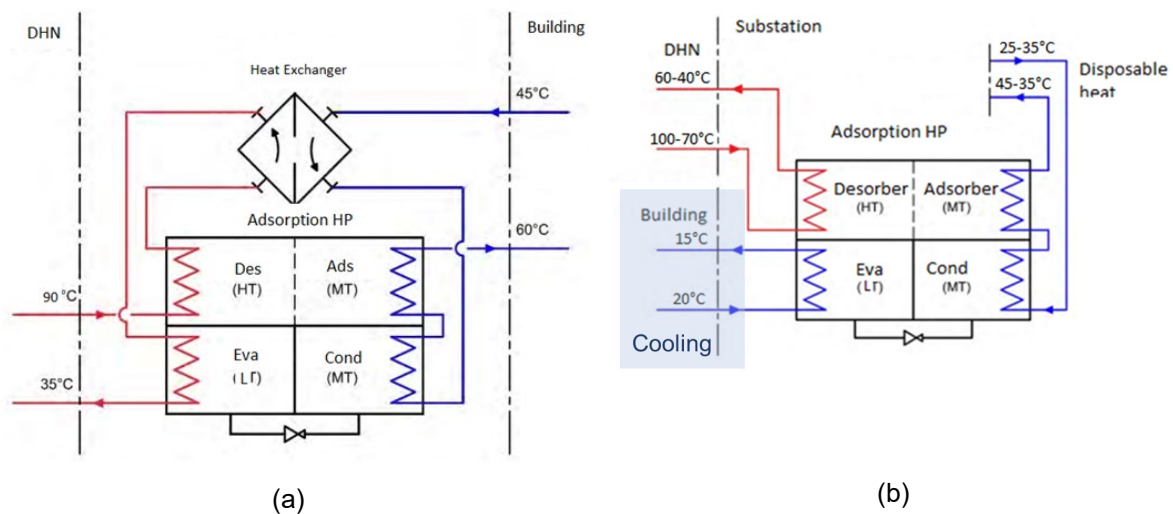 DHN
Building
Heat Exchanger
45°C
Adsorption HP
60°C
Des
(HT)
Ads
(MT)
90 °C
Eva
(LT)
Cond
(MT)
35°C
(a)
Substation
DHN
60-40°C
25-35°C
45-35°C
Disposable
heat
100-70°C
Adsorption HP
Desorber
(HT)
Adsorber
(MT)
Building
15°C
Eva
(LT)
Cond
(MT)
20°C
Cooling
(b)